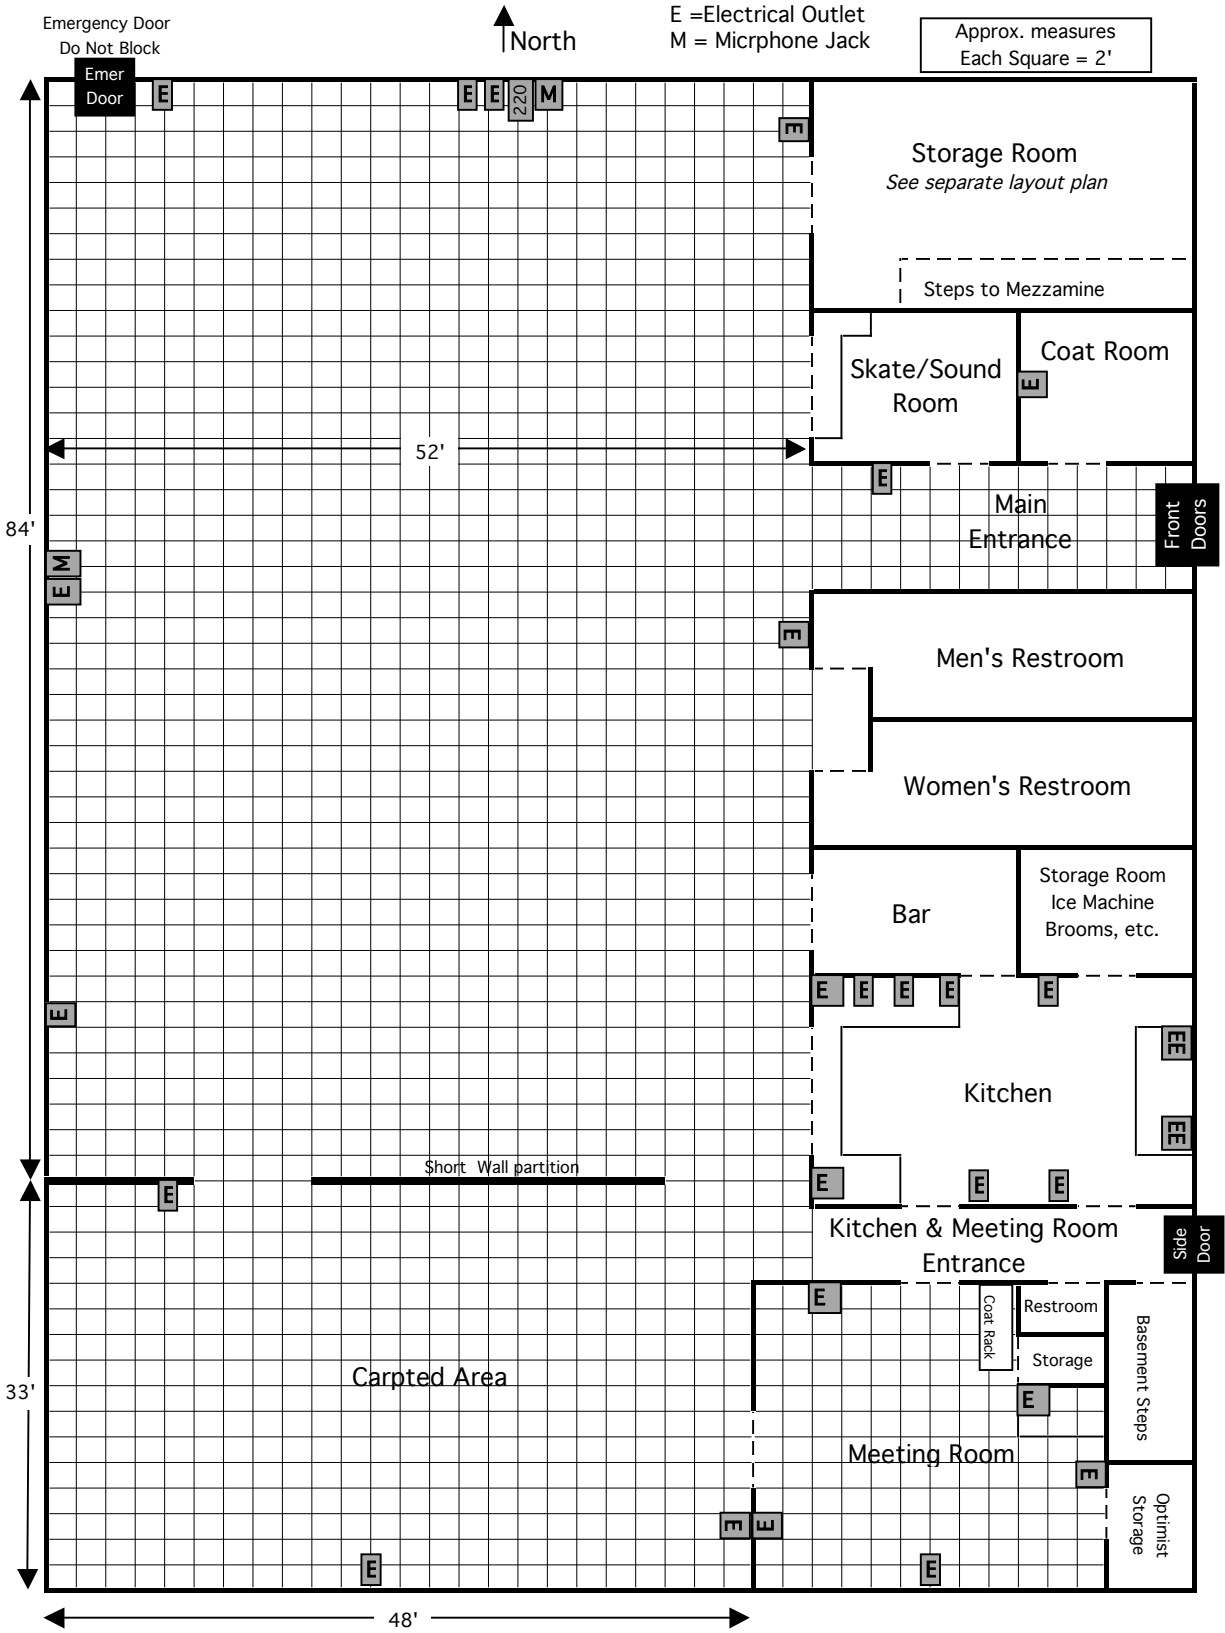 Emergency Door
Do Not Block
North
E =Electrical Outlet
M = Micrphone Jack
Approx. measures
Each Square = 2'
Emer
Door
E
E
E
220
M
E
Storage Room
See separate layout plan
Steps to Mezzamine
Skate/Sound
Room
Coat Room
E
52'
E
84'
Main
Entrance
Front
Doors
M
E
E
Men's Restroom
Women's Restroom
Bar
Storage Room
Ice Machine
Brooms, etc.
E
E
E
E
E
E
EE
Kitchen
EE
Short Wall partition
E
E
E
E
Kitchen & Meeting Room
Entrance
Side
Door
E
Coat Rack
Restroom
Storage
Basement Steps
Carpted Area
33'
E
Meeting Room
E
Optimist
Storage
E
E
E
E
48'